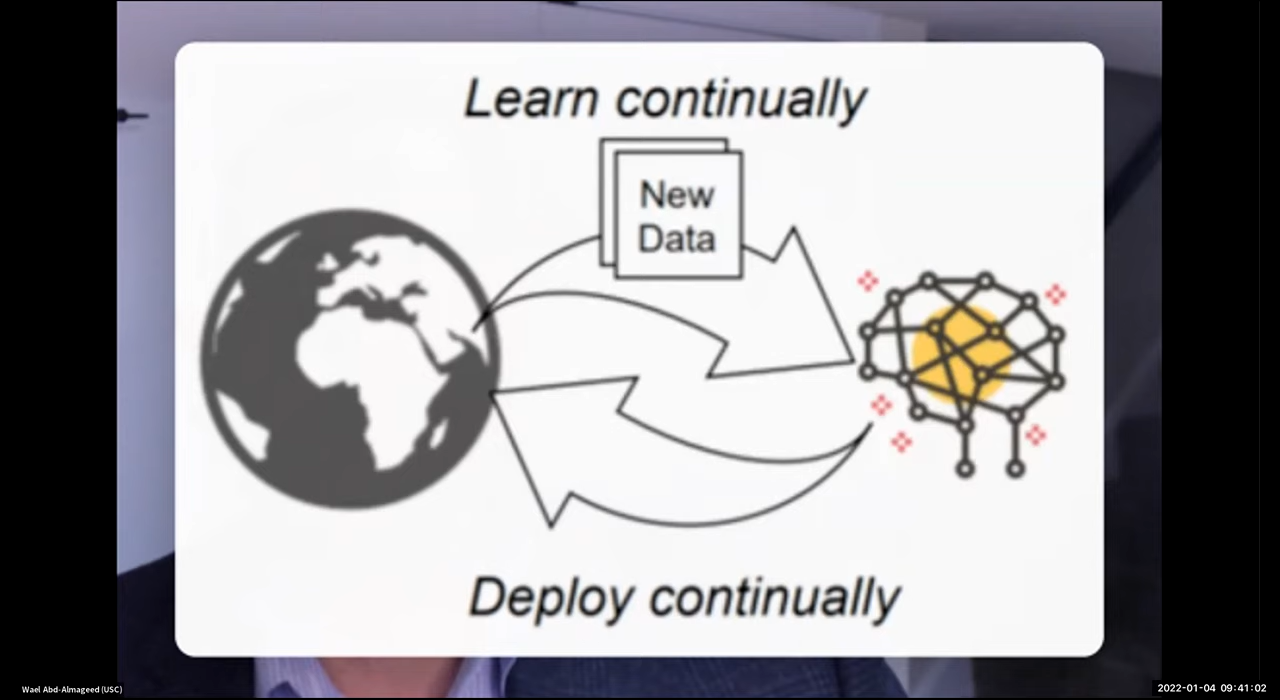 Learn continually
New
Data
Deploy continually
Wael Abd-Almageed (USC)
2022-01-04 09:41:02